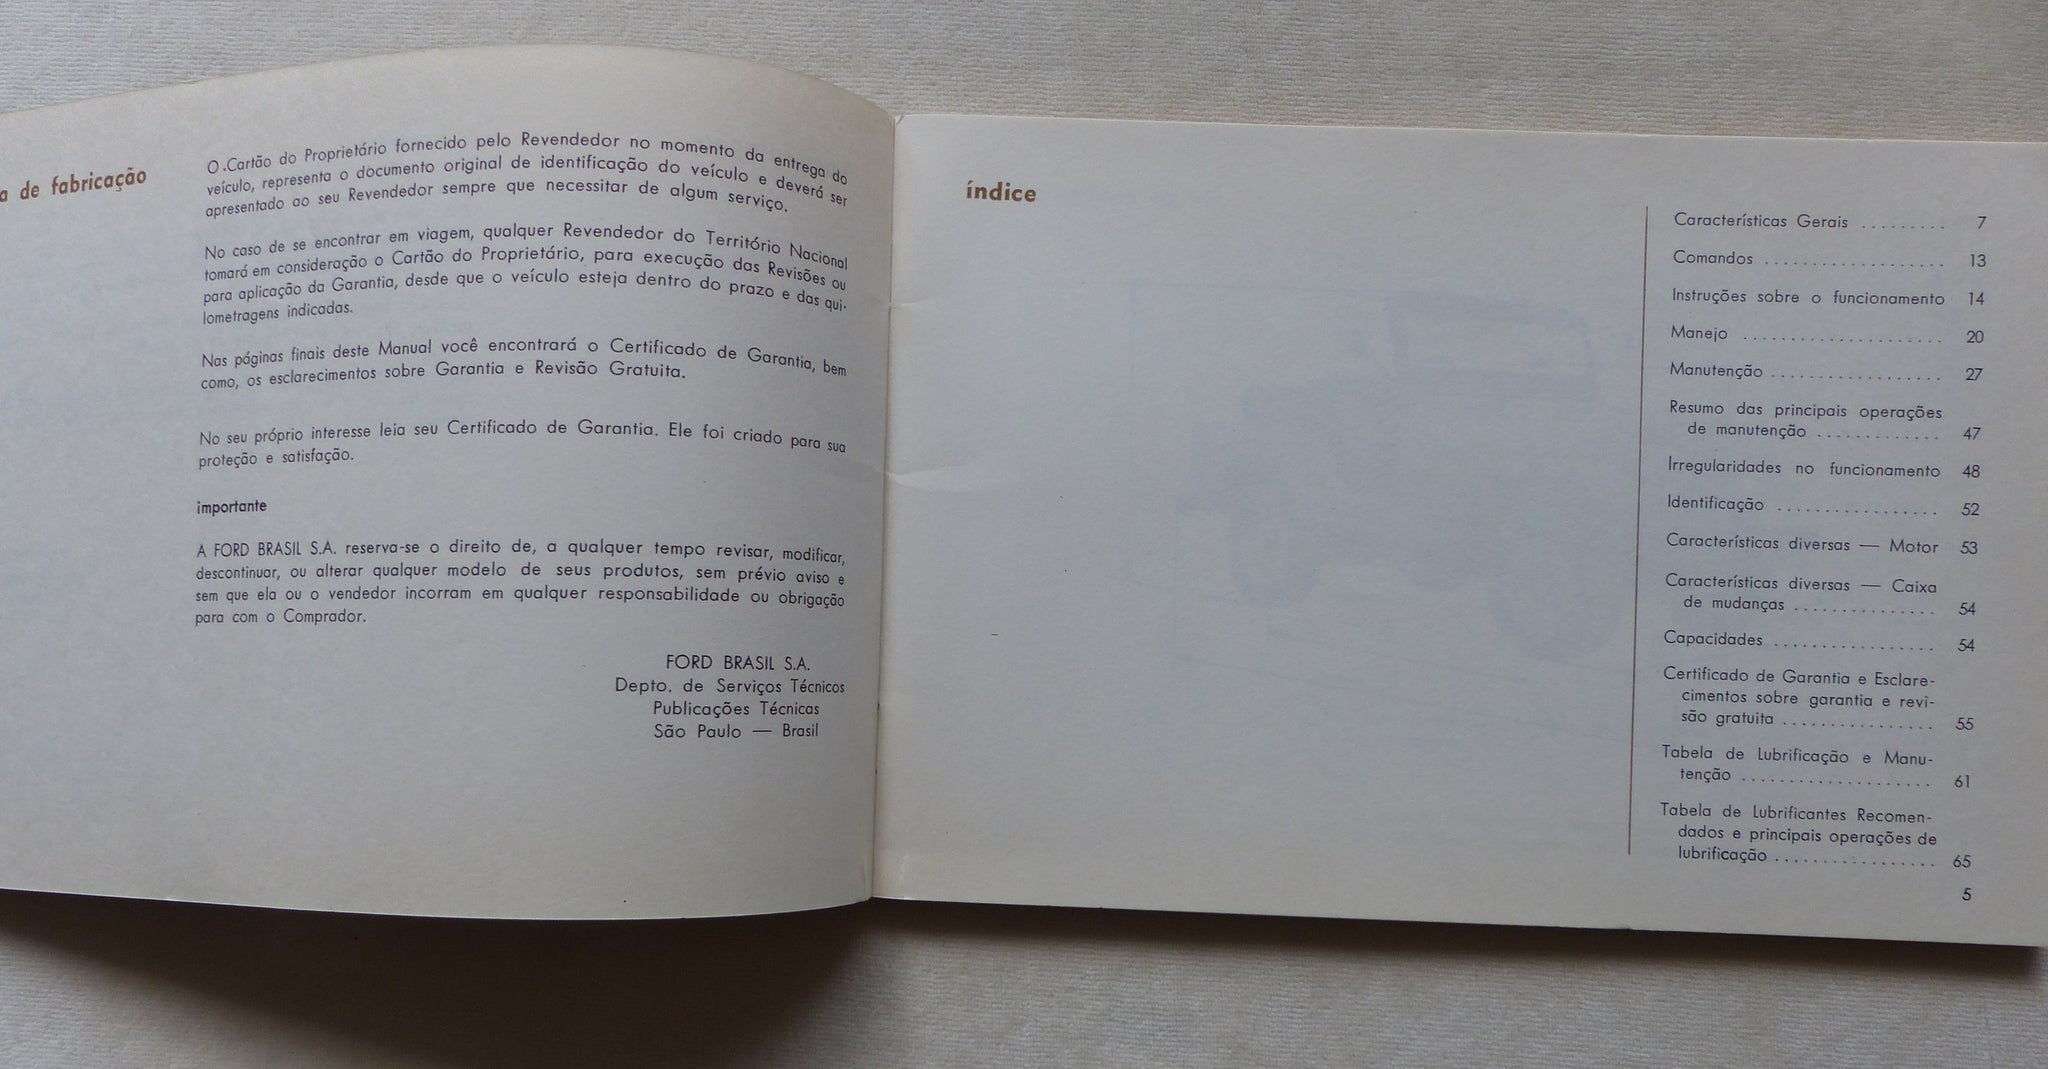 a de fabricação
O Cartão do Proprietário fornecido pelo Revendedor no momento da entrega do
veículo, representa o documento original de identificação do veículo e deverá ser
apresentado ao seu Revendedor sempre que necessitar de algum serviço.
No caso de se encontrar em viagem, qualquer Revendedor do Território Nacional
tomará em consideração o Cartão do Proprietário, para execução das Revisões ou
para aplicação da Garantia, desde que o veículo esteja dentro do prazo e das qui-
lometragens indicadas.
Nas páginas finais deste Manual você encontrará o Certificado de Garantia, bem
como, os esclarecimentos sobre Garantia e Revisão Gratuita.
No seu próprio interesse leia seu Certificado de Garantia. Ele foi criado para sua
proteção e satisfação.
importante
A FORD BRASIL S.A. reserva-se o direito de, a qualquer tempo revisar, modificar,
descontinuar, ou alterar qualquer modelo de seus produtos, sem prévio aviso e
sem que ela ou o vendedor incorram em qualquer responsabilidade ou obrigação
para com o Comprador.
FORD BRASIL S.A.
Depto. de Serviços Técnicos
Publicações Técnicas
São Paulo — Brasil
índice
Características Gerais ......... 7
Comandos ................... 13
Instruções sobre o funcionamento 14
Manejo ..................... 20
Manutenção .................. 27
Resumo das principais operações
de manutenção ............. 47
Irregularidades no funcionamento 48
Identificação ................. 52
Características diversas — Motor 53
Características diversas — Caixa
de mudanças ............... 54
Capacidades ................. 54
Certificado de Garantia e Esclare-
cimentos sobre garantia e revi-
são gratuita ................ 55
Tabela de Lubrificação e Manu-
tenção .................... 61
Tabela de Lubrificantes Recomen-
dados e principais operações de
lubrificação ................. 65
5